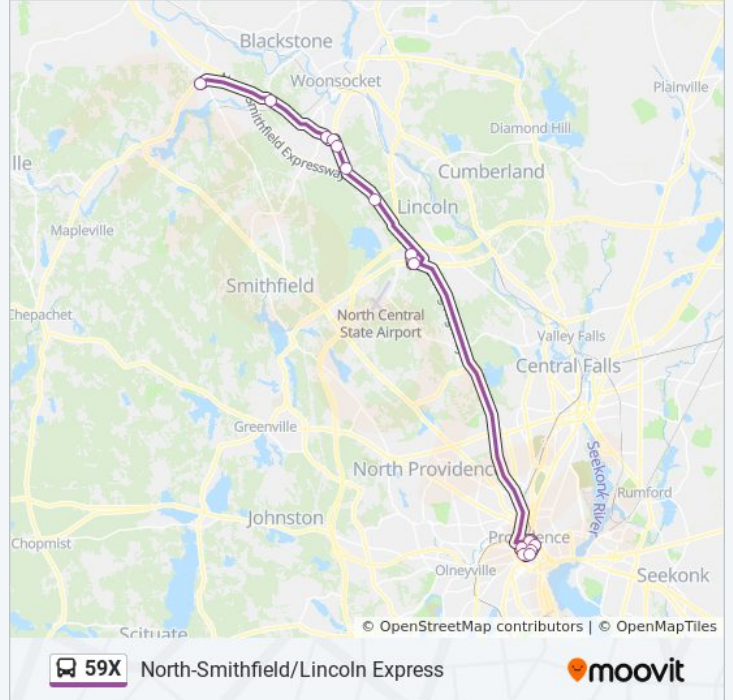 Blackstone
Woonsocket
Plainville
Smithfield Expressway
Diamond Hill
lle
Cumberland
Lincoln
Mapleville
Smithfield
Chepachet
North Central
State Airport
Valley Falls
Central Falls
Greenville
North Providenc
Seekonk River
Rumford
Johnston
Chopmist
Olneyville
Seekonk
Scituate
© OpenStreetMap contributors | © OpenMapTiles
59X North-Smithfield/Lincoln Express moovit